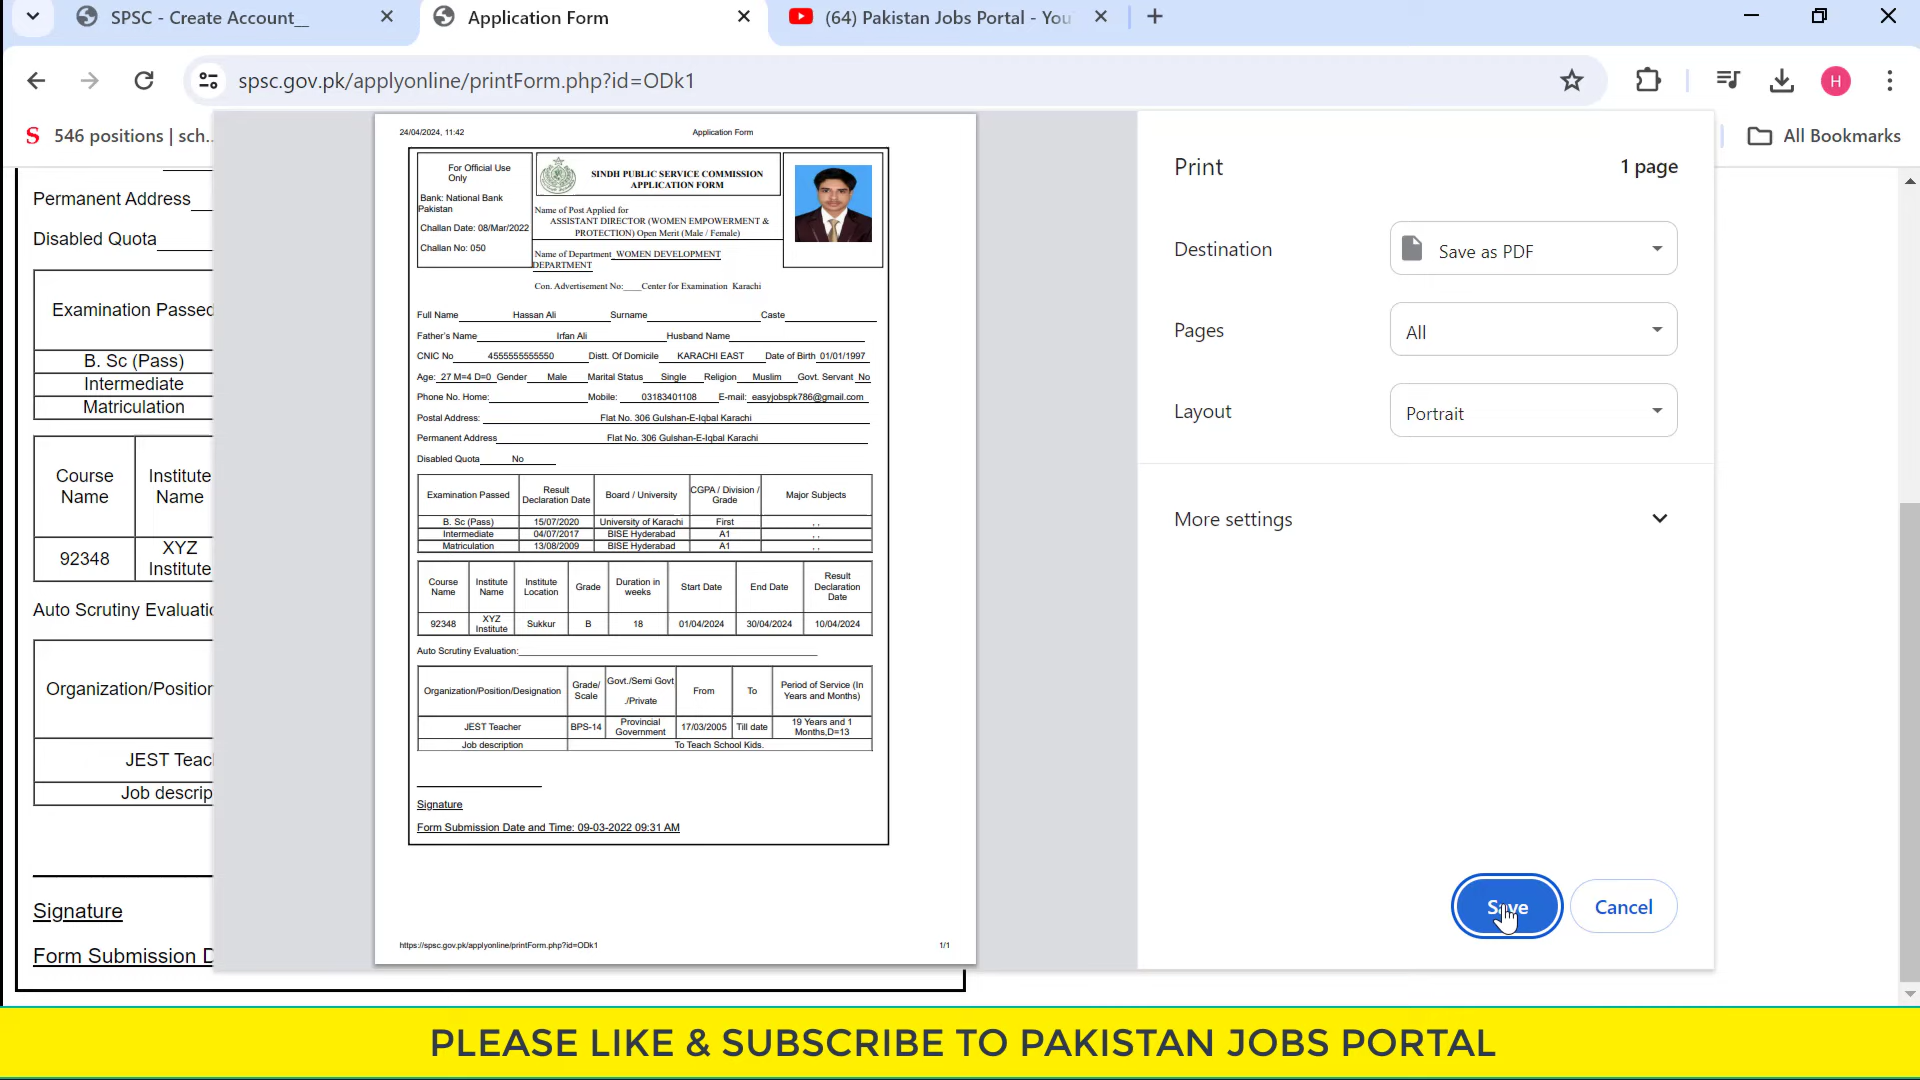 SPSC - Create Account_
Application Form
(64) Pakistan Jobs Portal - You
spsc.gov.pk/applyonline/printForm.php?id=ODk1
H
S 546 positions | sch..
All Bookmarks
Permanent Address
Disabled Quota
Examination Passed
B. Sc (Pass)
Intermediate
Matriculation
Course Name
Institute Name
92348
XYZ Institute
Auto Scrutiny Evaluatio
Organization/Position
JEST Teac
Job descrip
Signature
Form Submission D
24/04/2024, 11:42
Application Form
For Official Use
Only
Bank: National Bank
Pakistan
Challan Date: 08/Mar/2022
Challan No: 050
SINDH PUBLIC SERVICE COMMISSION
APPLICATION FORM
Name of Post Applied for
ASSISTANT DIRECTOR (WOMEN EMPOWERMENT &
PROTECTION) Open Merit (Male / Female)
Name of Department WOMEN DEVELOPMENT
DEPARTMENT
Con. Advertisement No:____Center for Examination Karachi
Full Name Hassan Ali Surname Caste
Father's Name Irfan Ali Husband Name
CNIC No 4555555555550 Distt. Of Domicile KARACHI EAST Date of Birth 01/01/1997
Age: 27 M=4 D=0 Gender Male Marital Status Single Religion Muslim Govt. Servant No
Phone No. Home: Mobile: 03183401108 E-mail: easyjobspk786@gmail.com
Postal Address: Flat No. 306 Gulshan-E-Iqbal Karachi
Permanent Address Flat No. 306 Gulshan-E-Iqbal Karachi
Disabled Quota No
Examination Passed Result Declaration Date Board / University CGPA / Division / Grade Major Subjects
B. Sc (Pass) 15/07/2020 University of Karachi First , ,
Intermediate 04/07/2017 BISE Hyderabad A1 , ,
Matriculation 13/08/2009 BISE Hyderabad A1 , ,
Course Name Institute Name Institute Location Grade Duration in weeks Start Date End Date Result Declaration Date
92348 XYZ Institute Sukkur B 18 01/04/2024 30/04/2024 10/04/2024
Auto Scrutiny Evaluation:
Organization/Position/Designation Grade/ Scale Govt./Semi Govt ./Private From To Period of Service (In Years and Months)
JEST Teacher BPS-14 Provincial Government 17/03/2005 Till date 19 Years and 1 Months,D=13
Job description To Teach School Kids.
Signature
Form Submission Date and Time: 09-03-2022 09:31 AM
https://spsc.gov.pk/applyonline/printForm.php?id=ODk1 1/1
Print 1 page
Destination Save as PDF
Pages All
Layout Portrait
More settings
Save Cancel
PLEASE LIKE & SUBSCRIBE TO PAKISTAN JOBS PORTAL